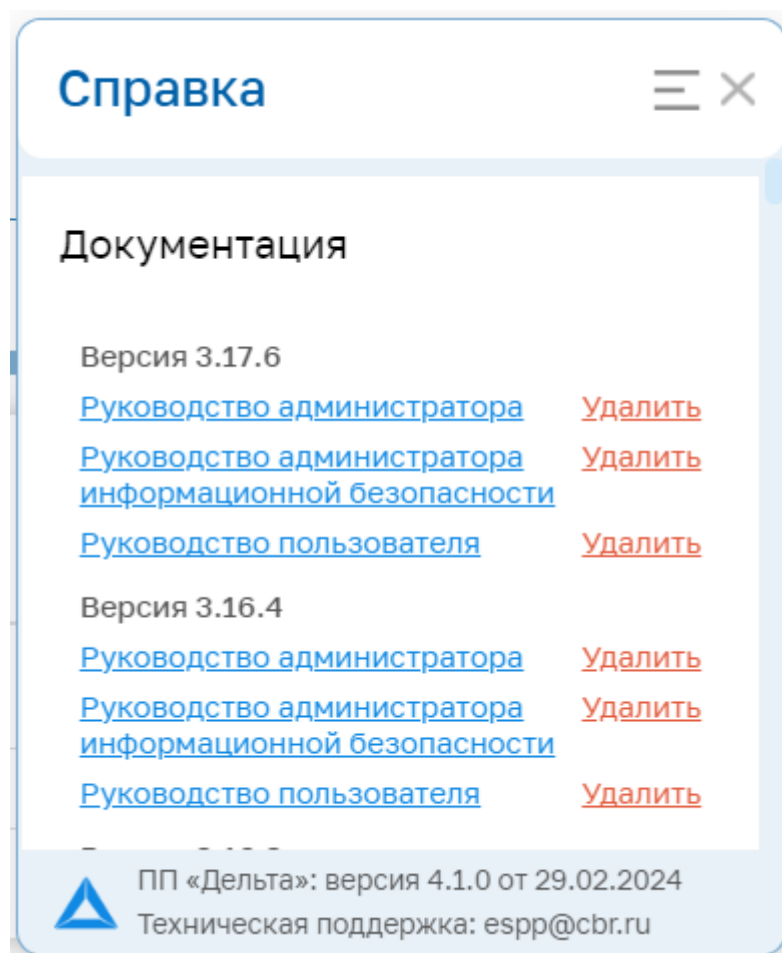 Справка
Документация
Версия 3.17.6
Руководство администратора Удалить
Руководство администратора Удалить
информационной безопасности
Руководство пользователя Удалить
Версия 3.16.4
Руководство администратора Удалить
Руководство администратора Удалить
информационной безопасности
Руководство пользователя Удалить
ПП «Дельта»: версия 4.1.0 от 29.02.2024
Техническая поддержка: espp@cbr.ru